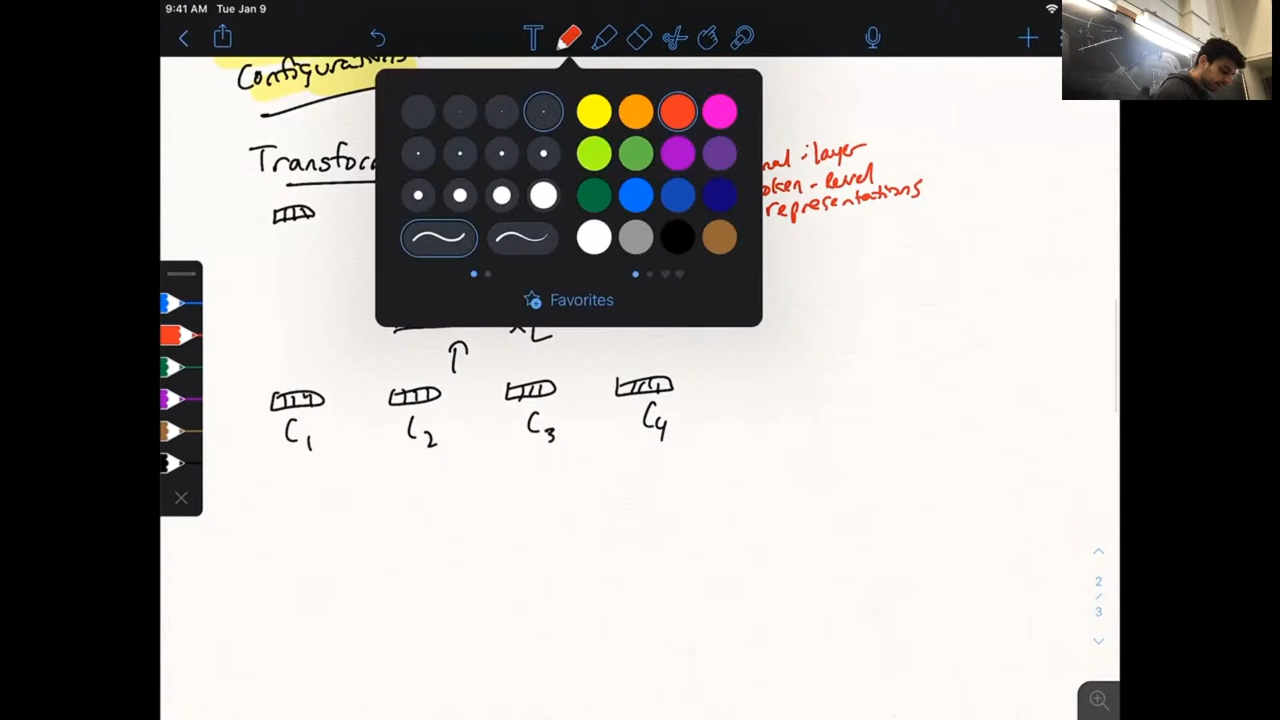 9:41 AM Tue Jan 9
T
Configurations
Transfor
nal-layer
oken-level
representations
Favorites
×L
C1 C2 C3 C4
2
/
3